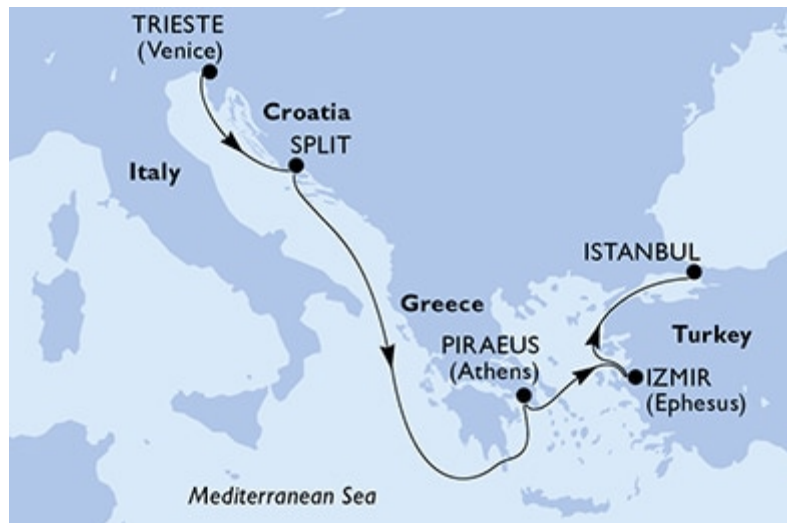 TRIESTE
(Venice)
Croatia
SPLIT
Italy
ISTANBUL
Greece
Turkey
PIRAEUS
(Athens)
IZMIR
(Ephesus)
Mediterranean Sea